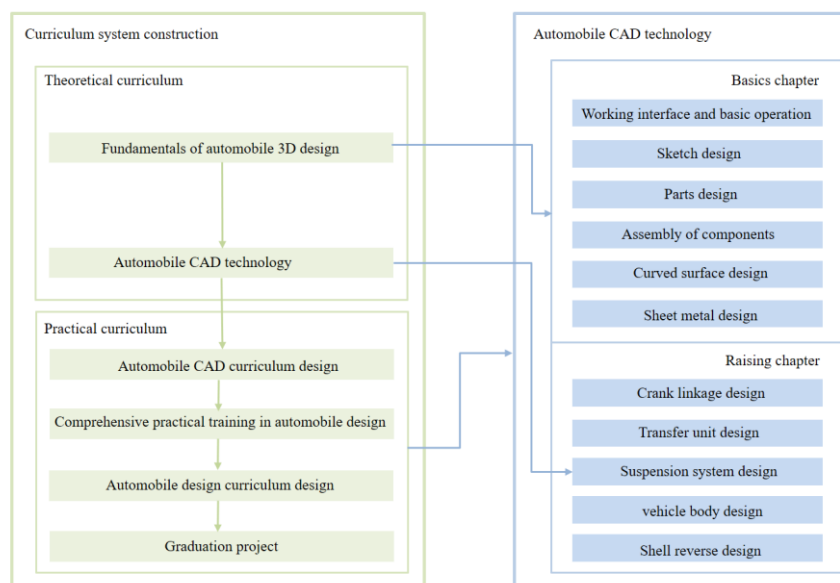 Curriculum system construction
Theoretical curriculum
Fundamentals of automobile 3D design
Automobile CAD technology
Practical curriculum
Automobile CAD curriculum design
Comprehensive practical training in automobile design
Automobile design curriculum design
Graduation project
Automobile CAD technology
Basics chapter
Working interface and basic operation
Sketch design
Parts design
Assembly of components
Curved surface design
Sheet metal design
Raising chapter
Crank linkage design
Transfer unit design
Suspension system design
vehicle body design
Shell reverse design